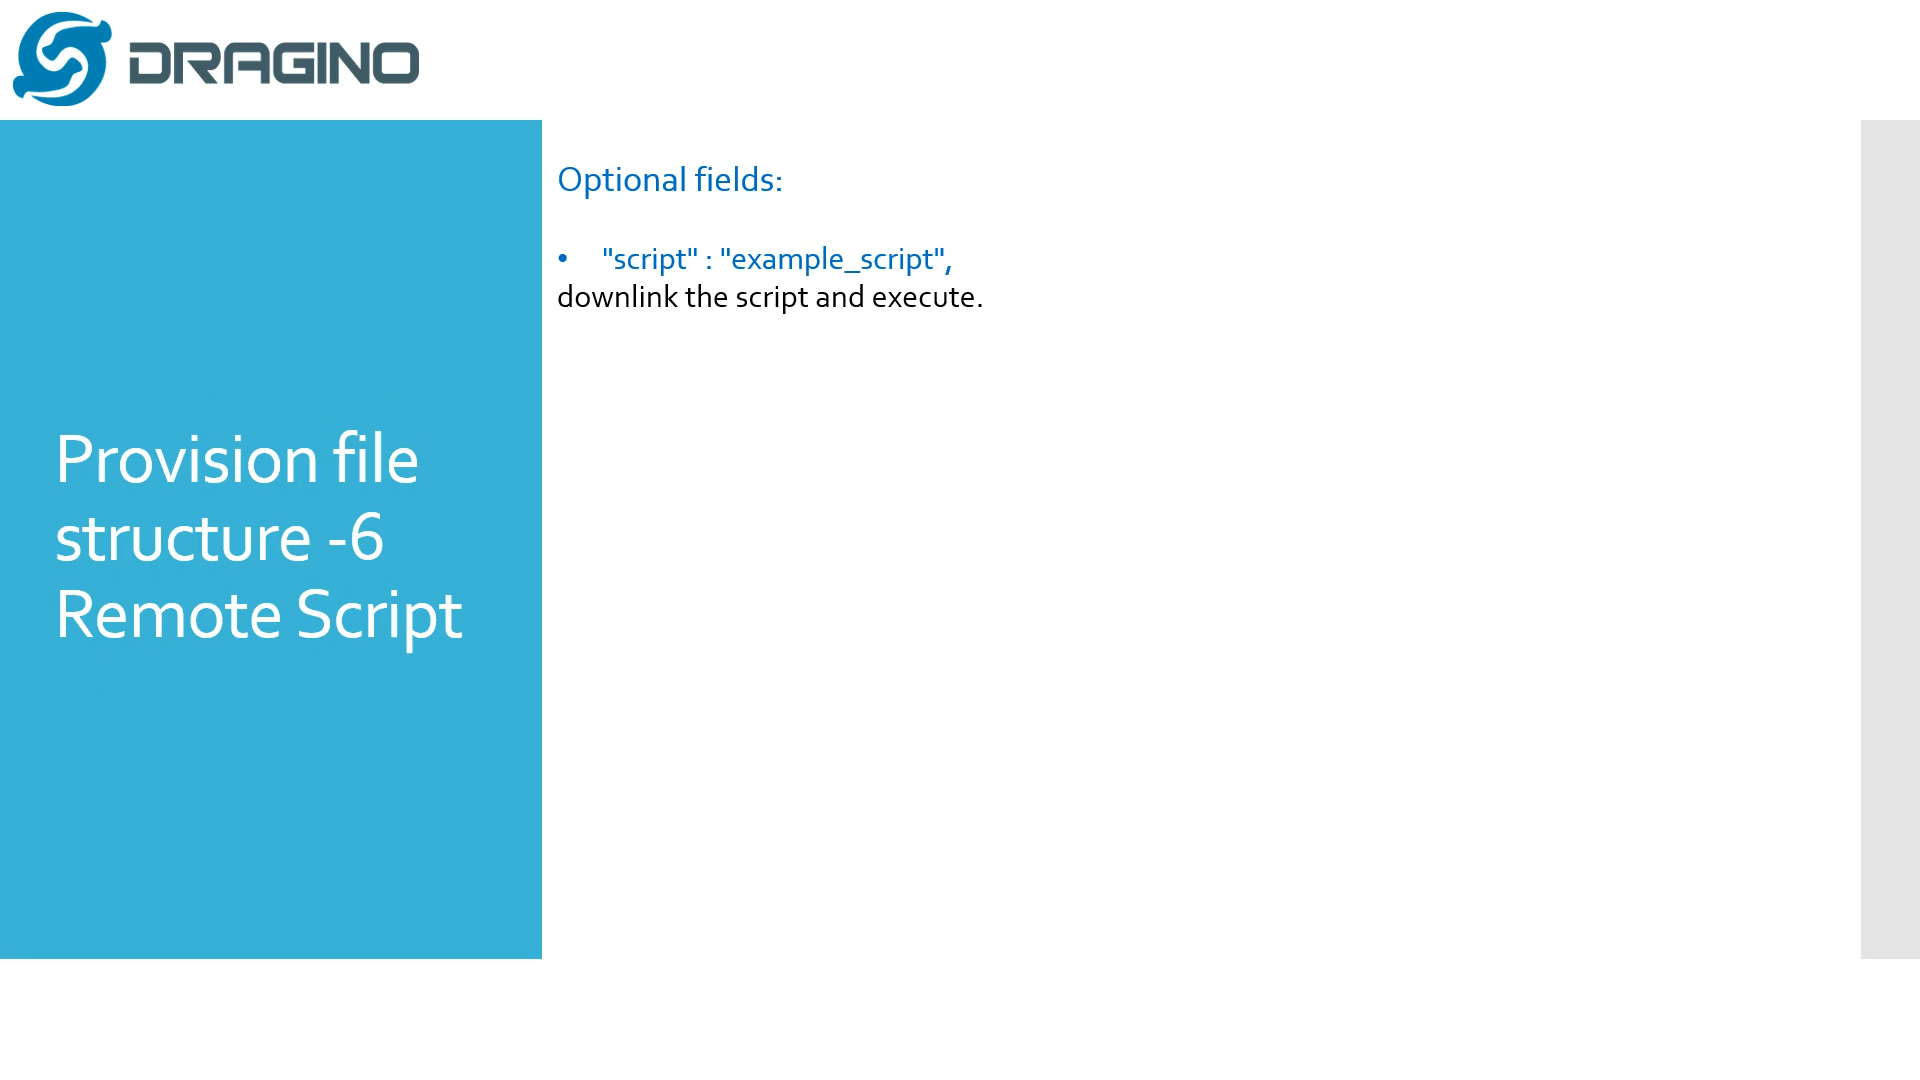 DRAGINO
Provision file
structure -6
Remote Script
Optional fields:
• "script" : "example_script",
downlink the script and execute.